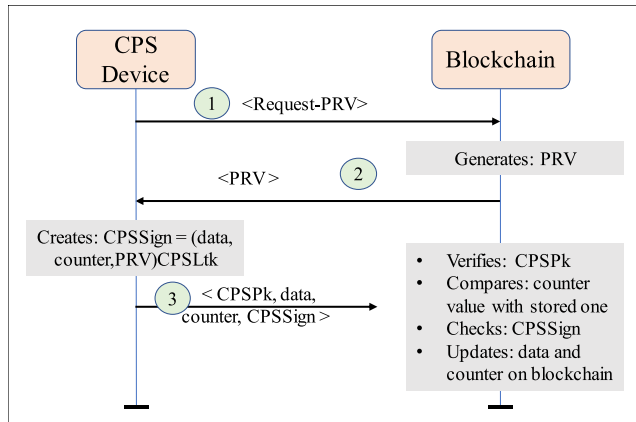 CPS
Device
Blockchain
1
<Request-PRV>
Generates: PRV
2
<PRV>
Creates: CPSSign = (data,
counter,PRV)CPSLtk
3
< CPSPk, data,
counter, CPSSign >
• Verifies: CPSPk
• Compares: counter
value with stored one
• Checks: CPSSign
• Updates: data and
counter on blockchain